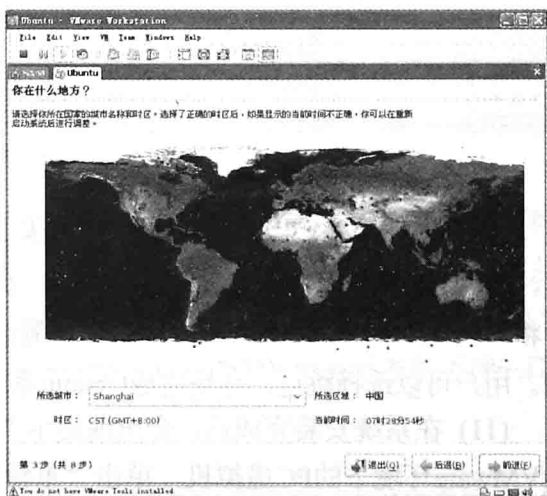 Ubuntu - VMware Workstation
File Edit View VM Team Windows Help
Home Ubuntu
你在什么地方？
请选择你所在国家的城市名称和时区。选择了正确的时区后，如果显示的当前时间不正确，你可以在重新
启动系统后进行调整。
所选城市： Shanghai 所选区域： 中国
时区： CST (GMT+8:00) 当前时间： 07时28分54秒
第 3 步 (共 8 步) 退出(Q) 后退(B) 前进(F)
You do not have VMware Tools installed.